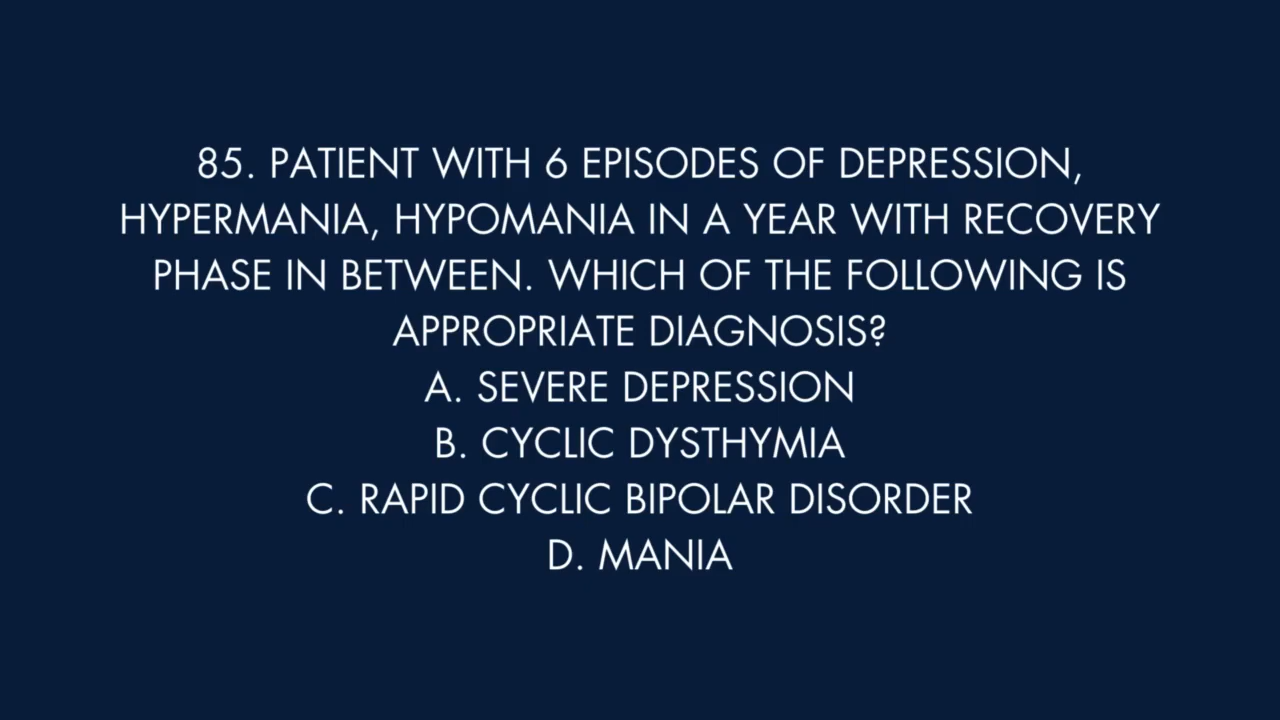 85. PATIENT WITH 6 EPISODES OF DEPRESSION,
HYPERMANIA, HYPOMANIA IN A YEAR WITH RECOVERY
PHASE IN BETWEEN. WHICH OF THE FOLLOWING IS
APPROPRIATE DIAGNOSIS?
A. SEVERE DEPRESSION
B. CYCLIC DYSTHYMIA
C. RAPID CYCLIC BIPOLAR DISORDER
D. MANIA